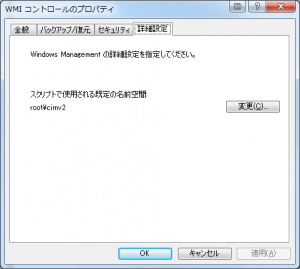 WMI コントロールのプロパティ
全般 バックアップ/復元 セキュリティ 詳細設定
Windows Management の詳細設定を指定してください。
スクリプトで使用される既定の名前空間:
root¥cimv2
変更(C)...
OK キャンセル 適用(A)